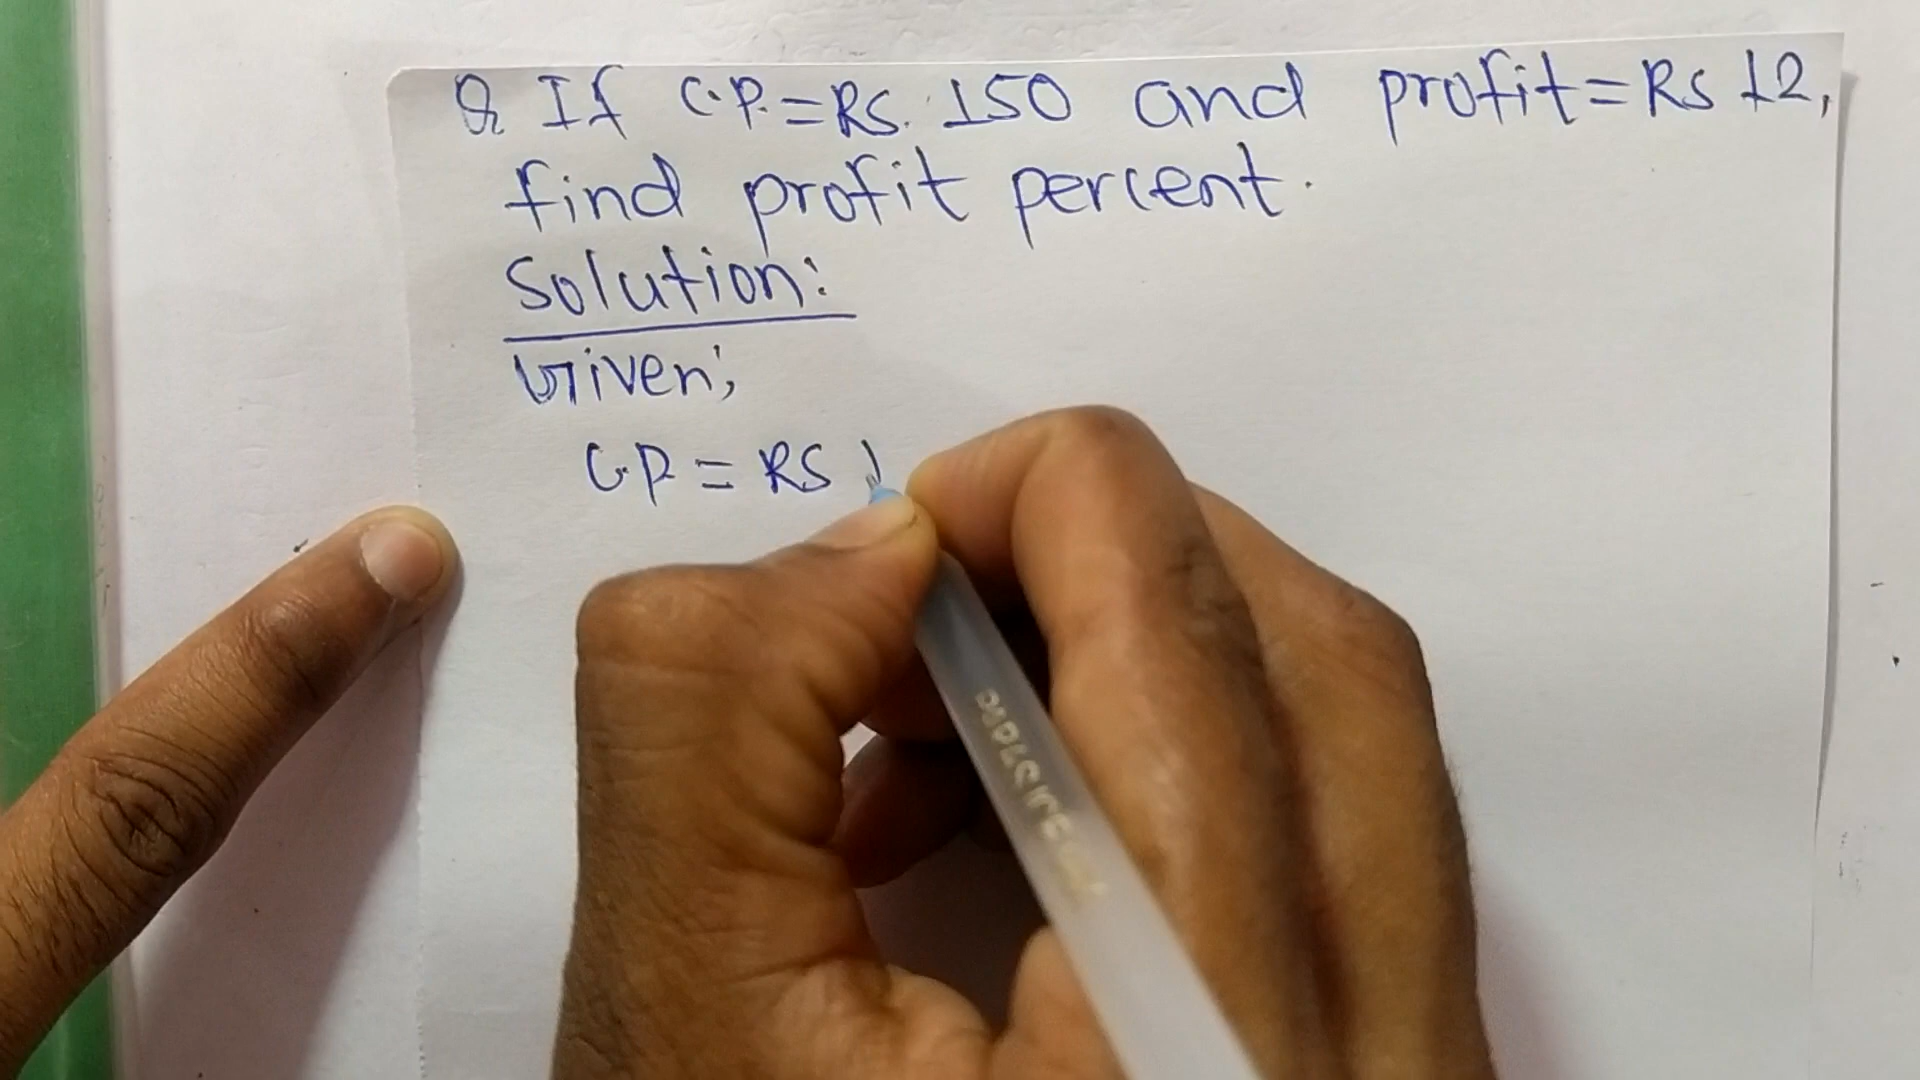 Q If C.P.=RS. 150 and profit=Rs 12,
find profit percent.
Solution:
Given;
C.P. = RS 1